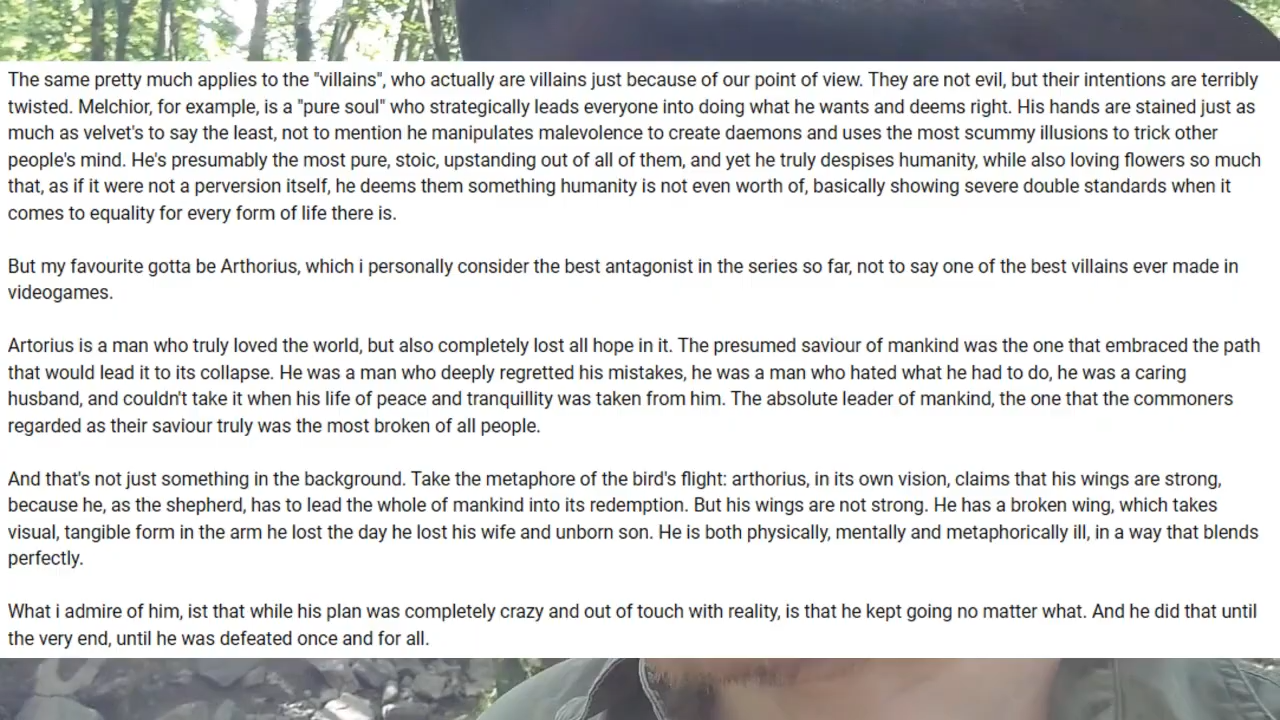 The same pretty much applies to the "villains", who actually are villains just because of our point of view. They are not evil, but their intentions are terribly
twisted. Melchior, for example, is a "pure soul" who strategically leads everyone into doing what he wants and deems right. His hands are stained just as
much as velvet's to say the least, not to mention he manipulates malevolence to create daemons and uses the most scummy illusions to trick other
people's mind. He's presumably the most pure, stoic, upstanding out of all of them, and yet he truly despises humanity, while also loving flowers so much
that, as if it were not a perversion itself, he deems them something humanity is not even worth of, basically showing severe double standards when it
comes to equality for every form of life there is.
But my favourite gotta be Arthorius, which i personally consider the best antagonist in the series so far, not to say one of the best villains ever made in
videogames.
Artorius is a man who truly loved the world, but also completely lost all hope in it. The presumed saviour of mankind was the one that embraced the path
that would lead it to its collapse. He was a man who deeply regretted his mistakes, he was a man who hated what he had to do, he was a caring
husband, and couldn't take it when his life of peace and tranquillity was taken from him. The absolute leader of mankind, the one that the commoners
regarded as their saviour truly was the most broken of all people.
And that's not just something in the background. Take the metaphore of the bird's flight: arthorius, in its own vision, claims that his wings are strong,
because he, as the shepherd, has to lead the whole of mankind into its redemption. But his wings are not strong. He has a broken wing, which takes
visual, tangible form in the arm he lost the day he lost his wife and unborn son. He is both physically, mentally and metaphorically ill, in a way that blends
perfectly.
What i admire of him, ist that while his plan was completely crazy and out of touch with reality, is that he kept going no matter what. And he did that until
the very end, until he was defeated once and for all.